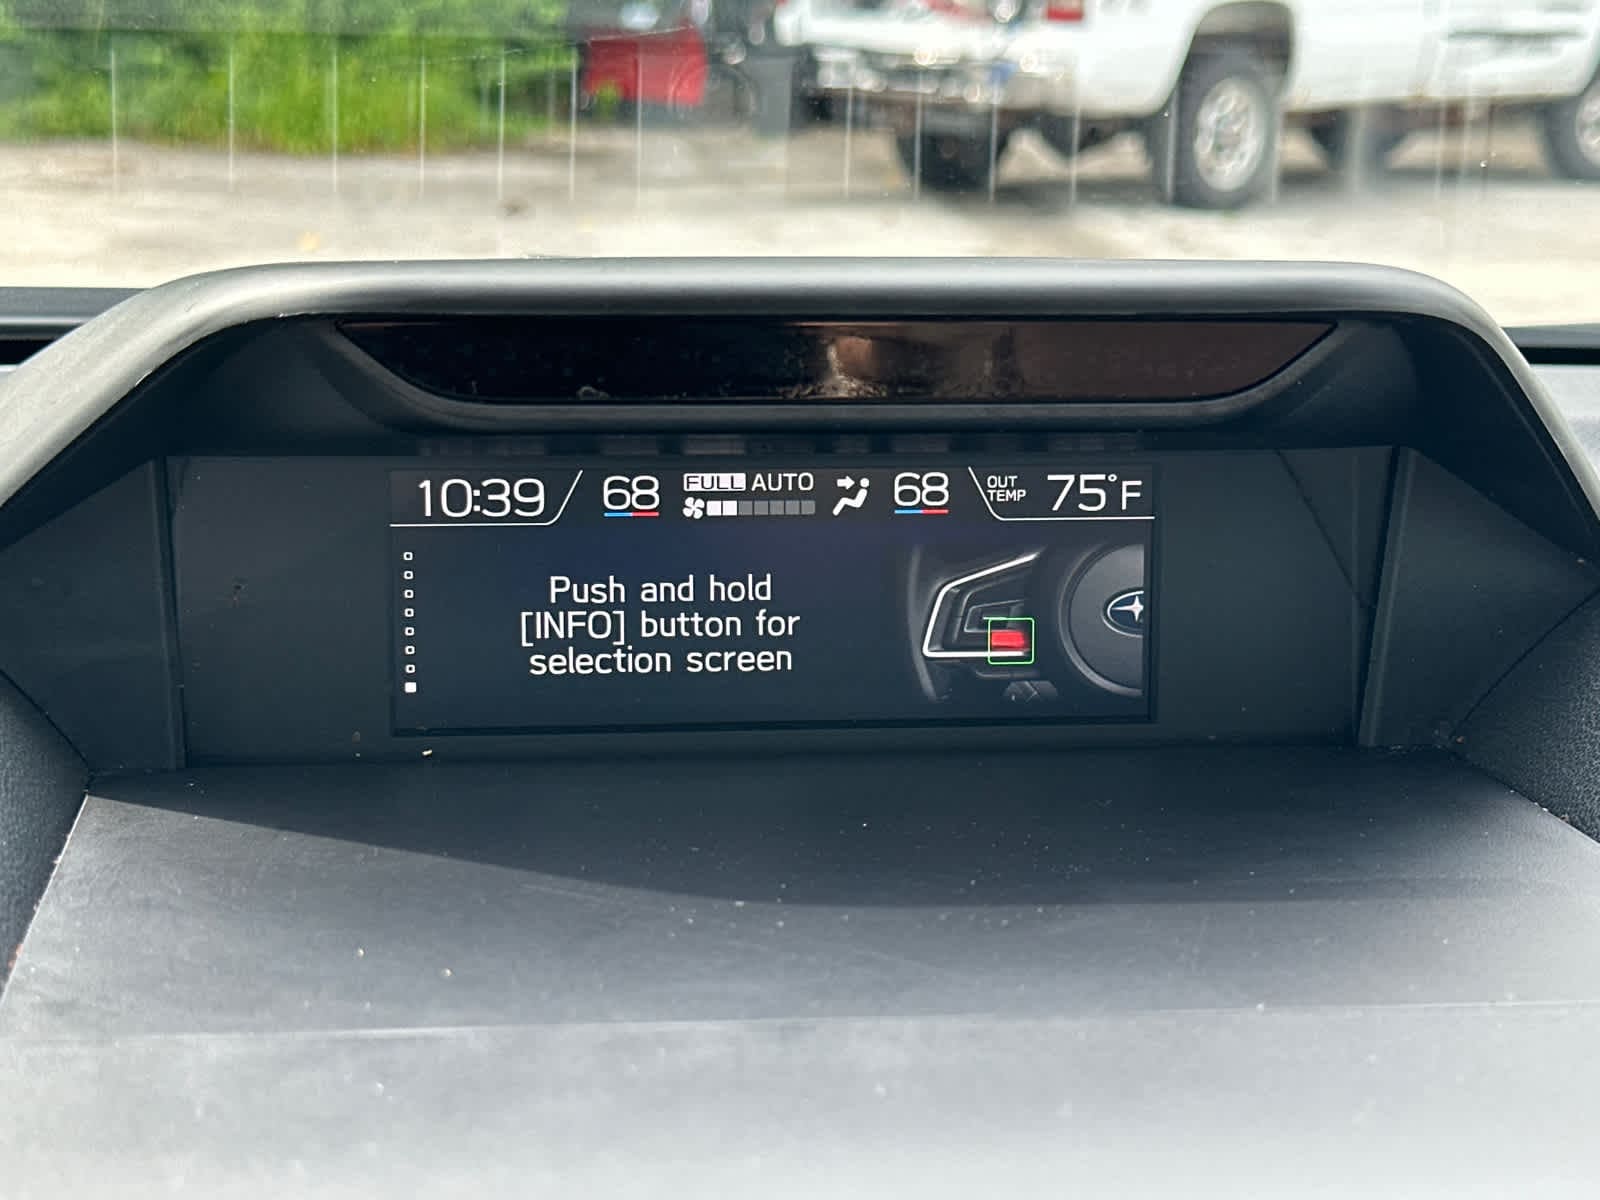 10:39 68 FULL AUTO 68 OUT TEMP 75°F
Push and hold
[INFO] button for
selection screen